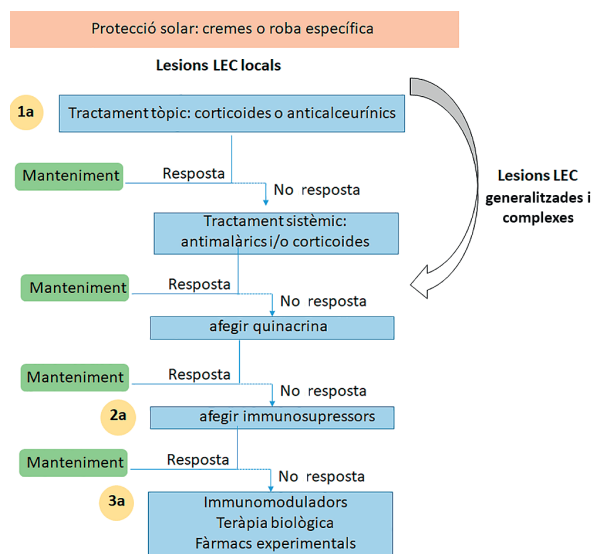 Protecció solar: cremes o roba específica
Lesions LEC locals
1a
Tractament tòpic: corticoides o anticalceurínics
Manteniment
Resposta
No resposta
Lesions LEC
generalitzades i
complexes
Tractament sistèmic:
antimalàrics i/o corticoides
Manteniment
Resposta
No resposta
afegir quinacrina
Manteniment
Resposta
No resposta
2a
afegir immunosupressors
Manteniment
Resposta
No resposta
3a
Immunomoduladors
Teràpia biològica
Fàrmacs experimentals